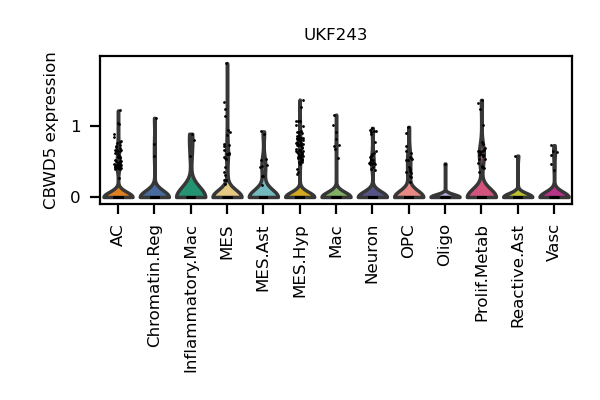 UKF243
CBWD5 expression
1
0
AC
Chromatin.Reg
Inflammatory.Mac
MES
MES.Ast
MES.Hyp
Mac
Neuron
OPC
Oligo
Prolif.Metab
Reactive.Ast
Vasc